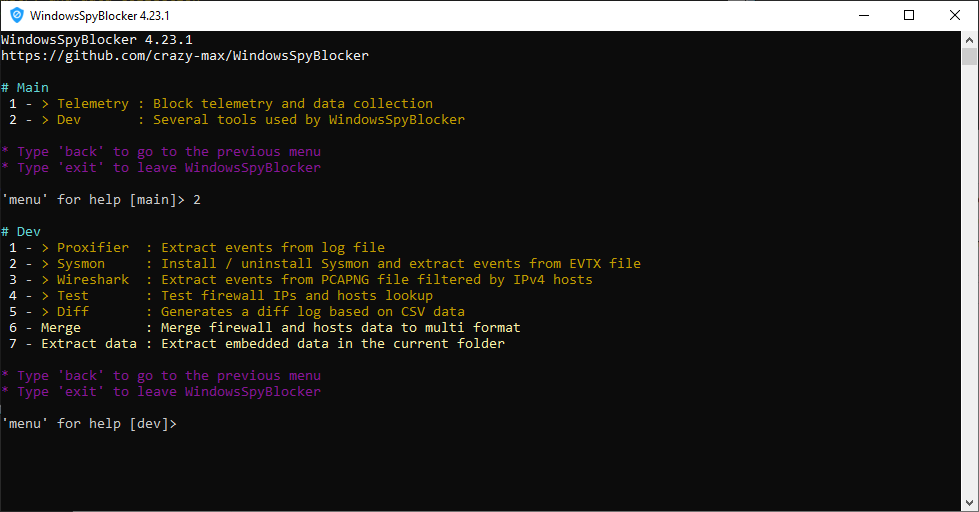 WindowsSpyBlocker 4.23.1
WindowsSpyBlocker 4.23.1
https://github.com/crazy-max/WindowsSpyBlocker
# Main
1 - > Telemetry : Block telemetry and data collection
2 - > Dev       : Several tools used by WindowsSpyBlocker
* Type 'back' to go to the previous menu
* Type 'exit' to leave WindowsSpyBlocker
'menu' for help [main]> 2
# Dev
1 - > Proxifier  : Extract events from log file
2 - > Sysmon     : Install / uninstall Sysmon and extract events from EVTX file
3 - > Wireshark  : Extract events from PCAPNG file filtered by IPv4 hosts
4 - > Test       : Test firewall IPs and hosts lookup
5 - > Diff       : Generates a diff log based on CSV data
6 - Merge        : Merge firewall and hosts data to multi format
7 - Extract data : Extract embedded data in the current folder
* Type 'back' to go to the previous menu
* Type 'exit' to leave WindowsSpyBlocker
'menu' for help [dev]>